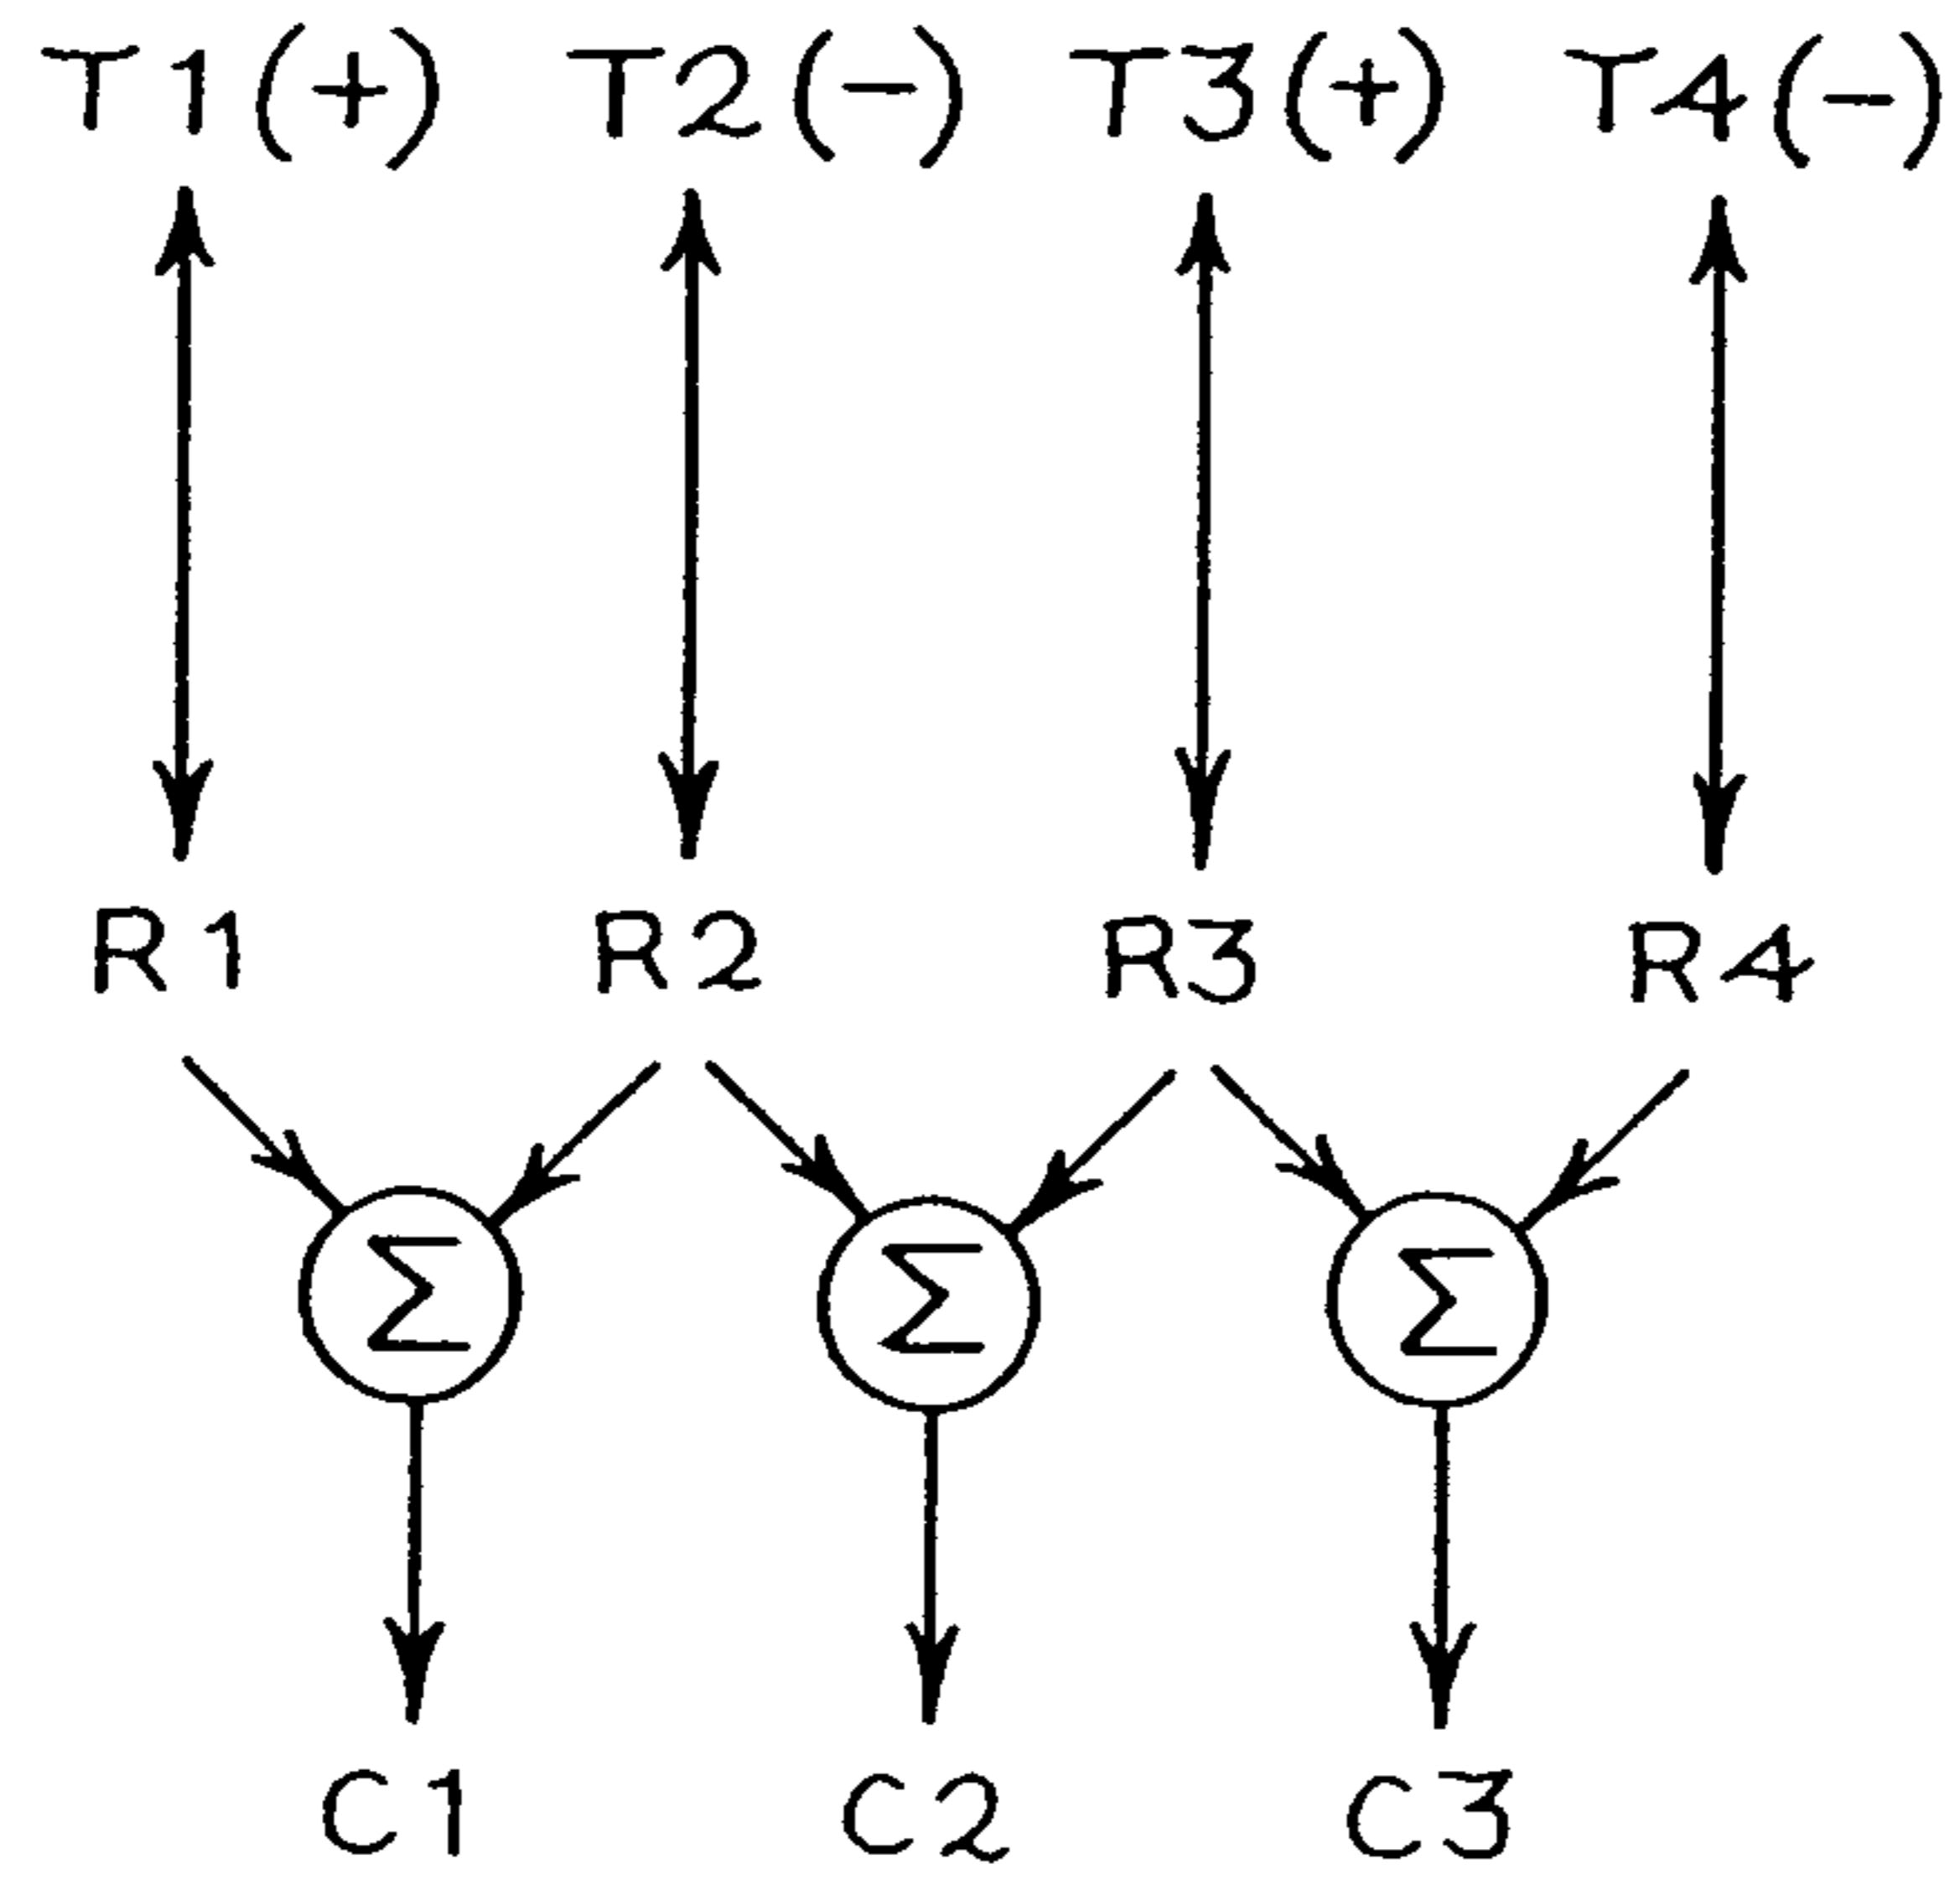 T1(+) T2(-) T3(+) T4(-)
R1 R2 R3 R4
Σ Σ Σ
C1 C2 C3